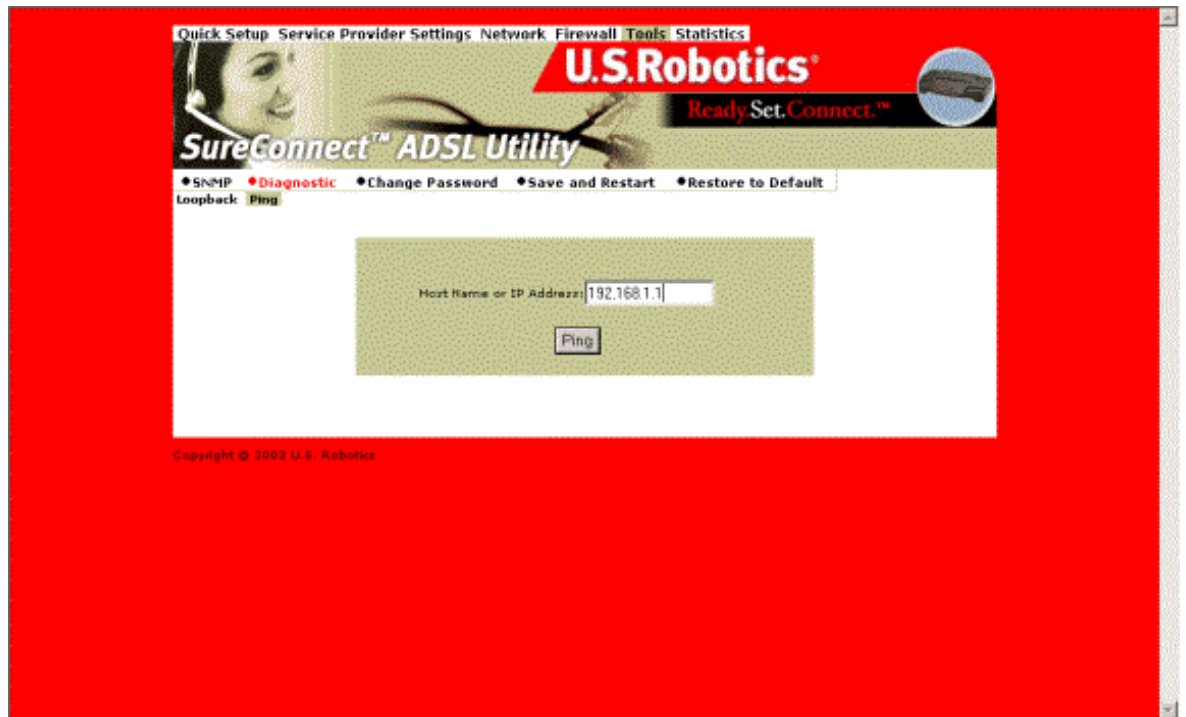 Quick Setup Service Provider Settings Network Firewall Tools Statistics
U.S.Robotics®
Ready.Set.Connect.™
SureConnect™ ADSL Utility
SNMP Diagnostic Change Password Save and Restart Restore to Default
Loopback Ping
Host Name or IP Address: 192.168.1.1
Ping
Copyright © 2002 U.S. Robotics